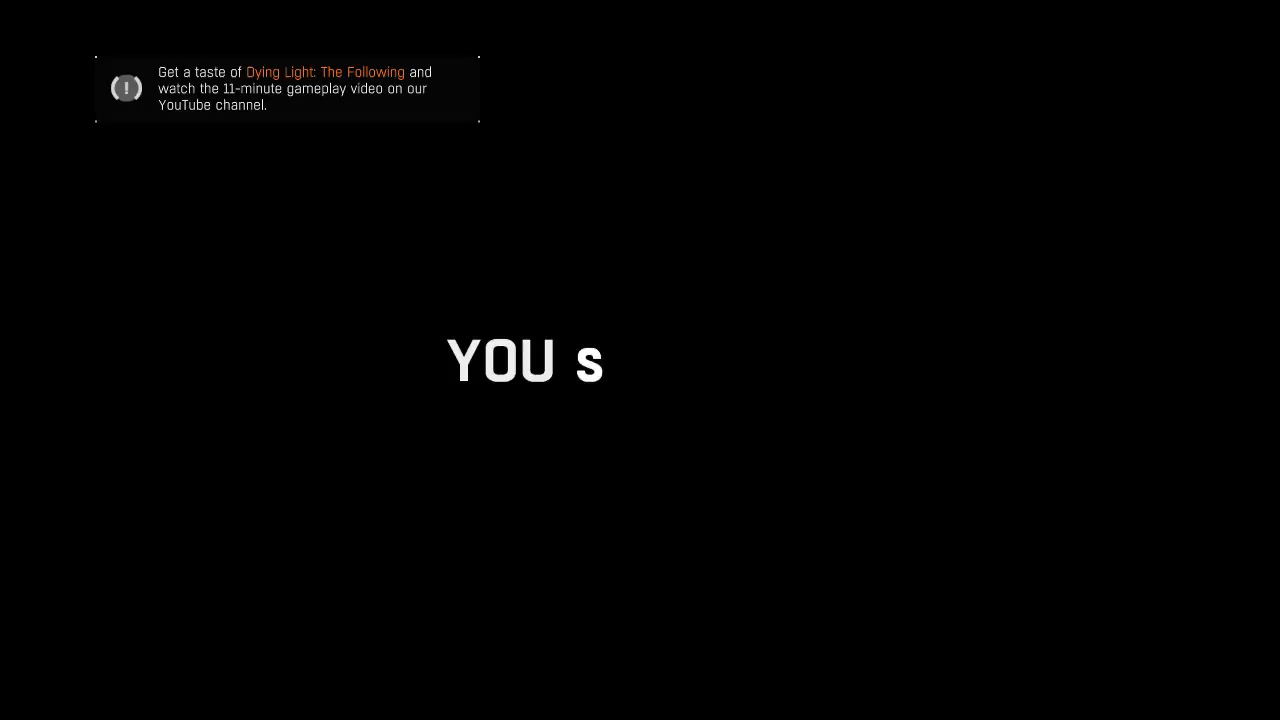 Get a taste of Dying Light: The Following and
watch the 11-minute gameplay video on our
YouTube channel.
YOU s